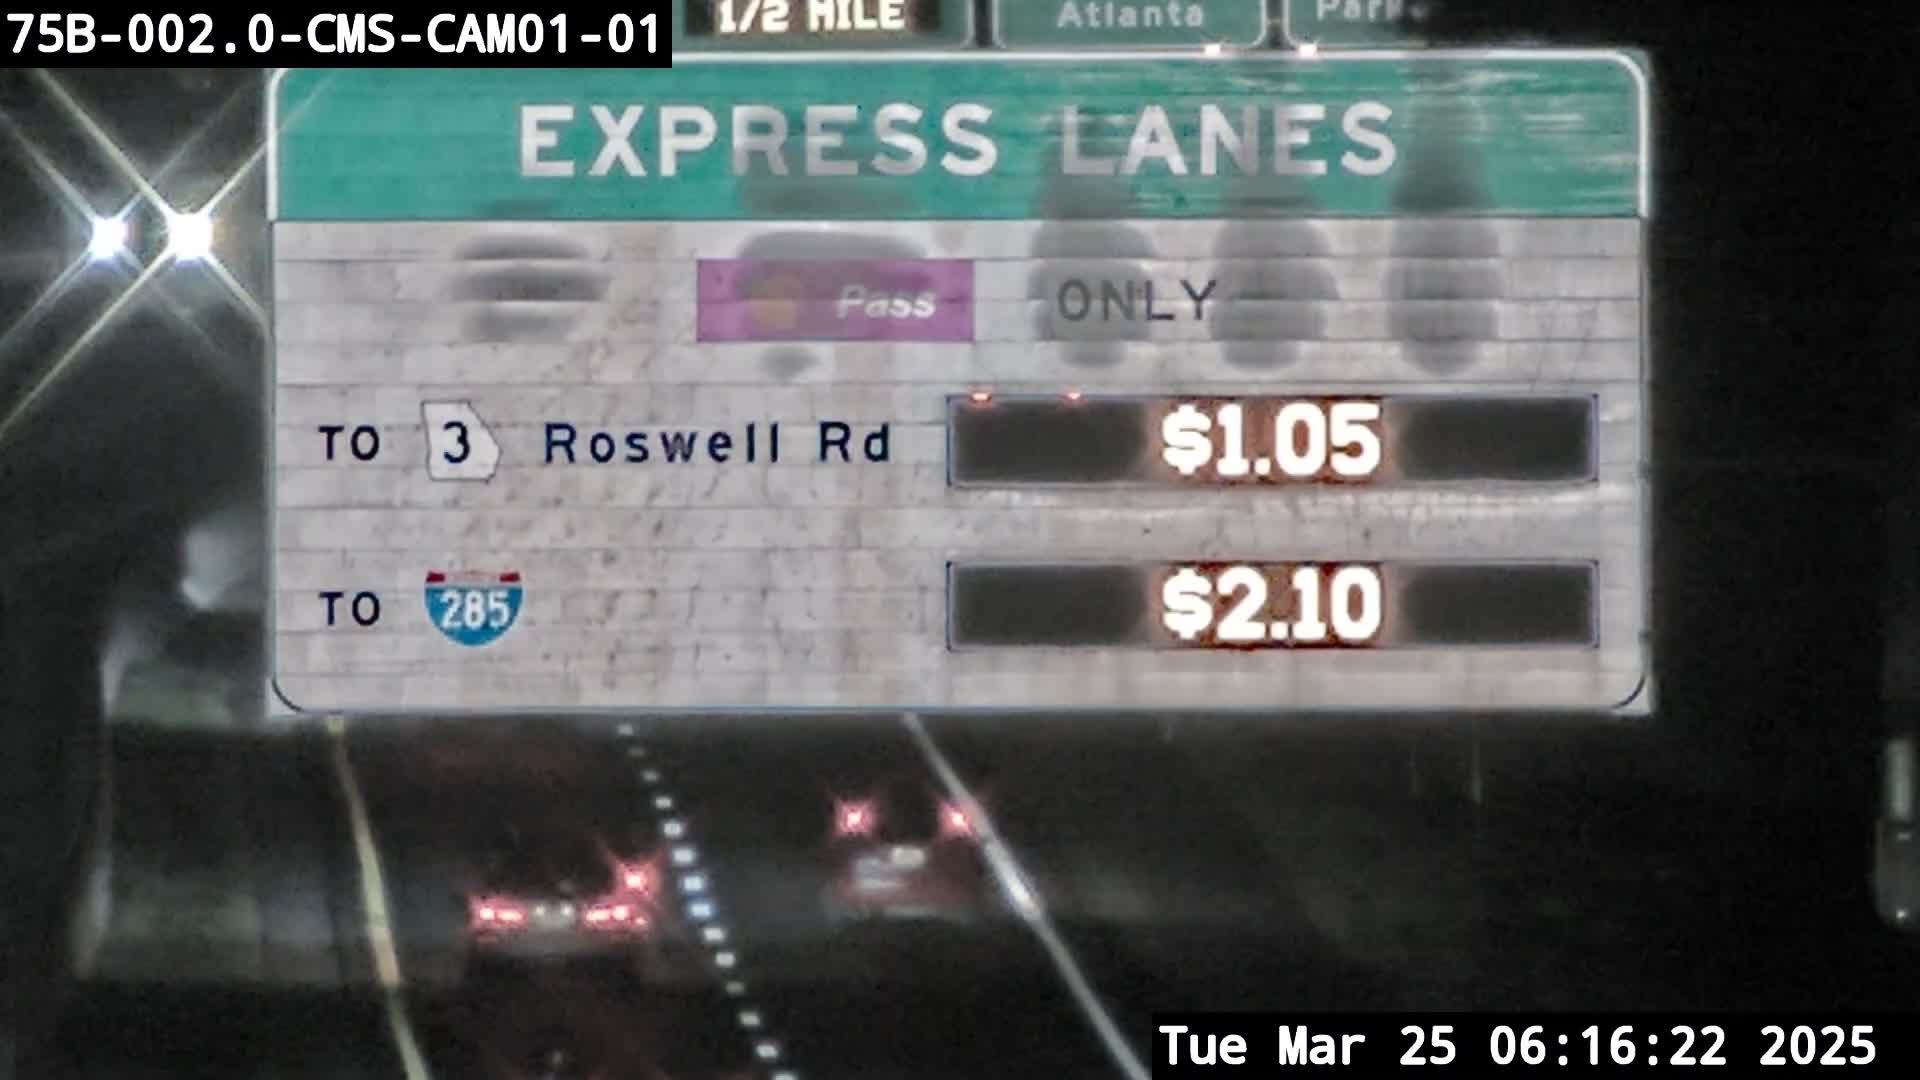 75B-002.0-CMS-CAM01-01
1/2 MILE
Atlanta
EXPRESS LANES
Pass ONLY
TO 3 Roswell Rd $1.05
TO 285 $2.10
Tue Mar 25 06:16:22 2025